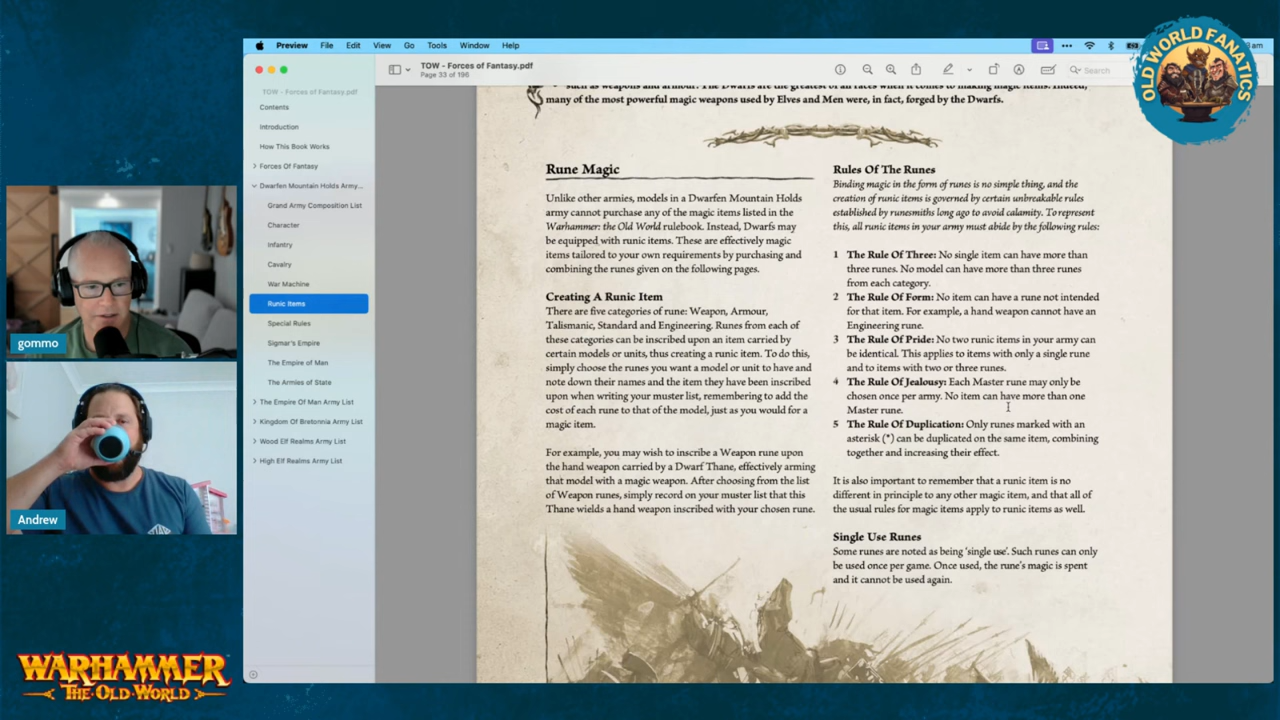 Preview File Edit View Go Tools Window Help
TOW - Forces of Fantasy.pdf
Page 33 of 196
Search
OLD WORLD FANATICS
TOW - Forces of Fantasy.pdf
Contents
Introduction
How This Book Works
Forces Of Fantasy
Dwarfen Mountain Holds Army...
Grand Army Composition List
Character
Infantry
Cavalry
War Machine
Runic Items
Special Rules
Sigmar's Empire
The Empire of Man
The Armies of State
The Empire Of Man Army List
Kingdom Of Bretonnia Army List
Wood Elf Realms Army List
High Elf Realms Army List
such as weapons and armour. The Dwarfs are the greatest of all races when it comes to making magic items. Indeed,
many of the most powerful magic weapons used by Elves and Men were, in fact, forged by the Dwarfs.
Rune Magic
Unlike other armies, models in a Dwarfen Mountain Holds
army cannot purchase any of the magic items listed in the
Warhammer: the Old World rulebook. Instead, Dwarfs may
be equipped with runic items. These are effectively magic
items tailored to your own requirements by purchasing and
combining the runes given on the following pages.
Creating A Runic Item
There are five categories of rune: Weapon, Armour,
Talismanic, Standard and Engineering. Runes from each of
these categories can be inscribed upon an item carried by
certain models or units, thus creating a runic item. To do this,
simply choose the runes you want a model or unit to have and
note down their names and the item they have been inscribed
upon when writing your muster list, remembering to add the
cost of each rune to that of the model, just as you would for a
magic item.
For example, you may wish to inscribe a Weapon rune upon
the hand weapon carried by a Dwarf Thane, effectively arming
that model with a magic weapon. After choosing from the list
of Weapon runes, simply record on your muster list that this
Thane wields a hand weapon inscribed with your chosen rune.
Rules Of The Runes
Binding magic in the form of runes is no simple thing, and the
creation of runic items is governed by certain unbreakable rules
established by runesmiths long ago to avoid calamity. To represent
this, all runic items in your army must abide by the following rules:
1 The Rule Of Three: No single item can have more than
three runes. No model can have more than three runes
from each category.
2 The Rule Of Form: No item can have a rune not intended
for that item. For example, a hand weapon cannot have an
Engineering rune.
3 The Rule Of Pride: No two runic items in your army can
be identical. This applies to items with only a single rune
and to items with two or three runes.
4 The Rule Of Jealousy: Each Master rune may only be
chosen once per army. No item can have more than one
Master rune.
5 The Rule Of Duplication: Only runes marked with an
asterisk (*) can be duplicated on the same item, combining
together and increasing their effect.
It is also important to remember that a runic item is no
different in principle to any other magic item, and that all of
the usual rules for magic items apply to runic items as well.
Single Use Runes
Some runes are noted as being 'single use'. Such runes can only
be used once per game. Once used, the rune's magic is spent
and it cannot be used again.
gommo
Andrew
WARHAMMER
THE OLD WORLD